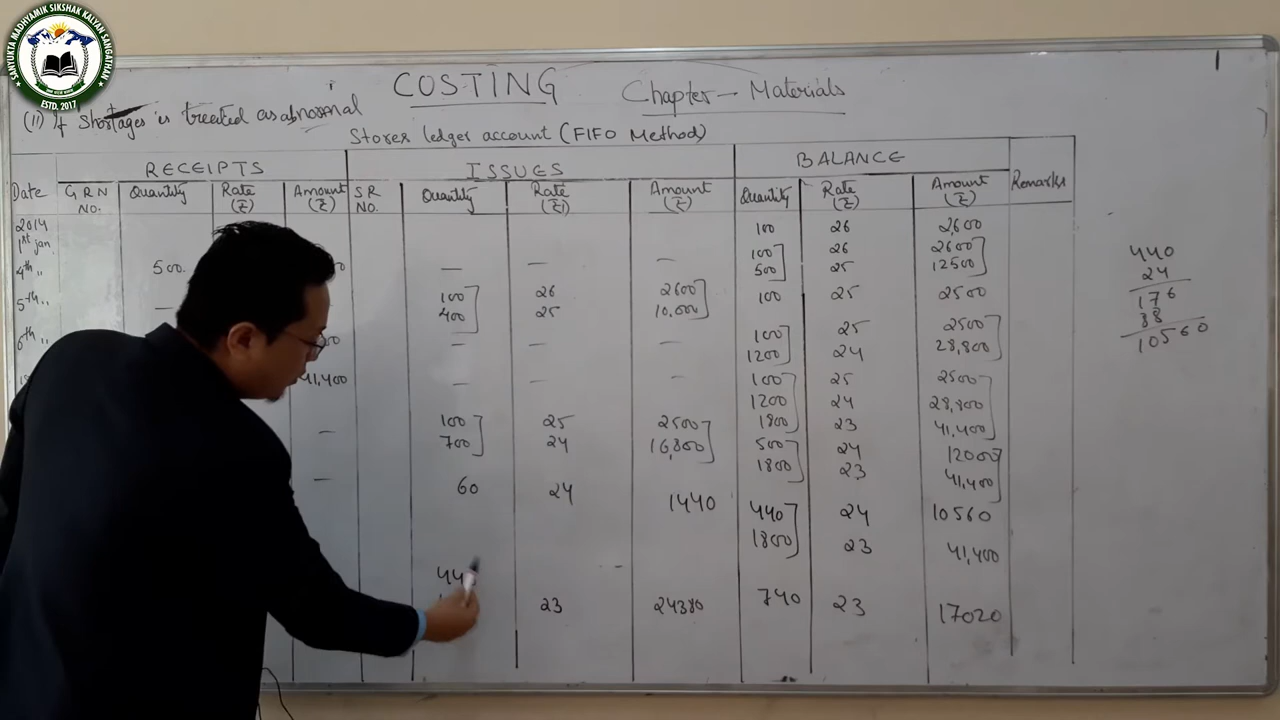 SANYUKTA MADHYAMIK SIKSHAK KALYAN SANGATHAN
ESTD. 2017
COSTING Chapter - Materials
(11) If Shortages is treated as abnormal
Stores ledger account (FIFO Method)
RECEIPTS ISSUES BALANCE
Date GRN NO. Quantity Rate (₹) Amount (₹) SR NO. Quantity Rate (₹) Amount (₹) Quantity Rate (₹) Amount (₹) Remarks
2014
1st jan 100 26 2,600
100 26 2600
4th ,, 500 — — — 500 25 12500
5th ,, — 100 26 2600 100 25 2500
400 25 10,000
6th ,, — — — 100 25 2500
1200 24 28,800
41,400 — — — 100 25 2500
1200 24 28,800
— 100 25 2500 1800 23 41,400
700 24 16,800 500 24 12000
— 1800 23 41,400
60 24 1440 440 24 10560
1800 23 41,400
23 24380 740 23 17020
440
24
176
88
10560